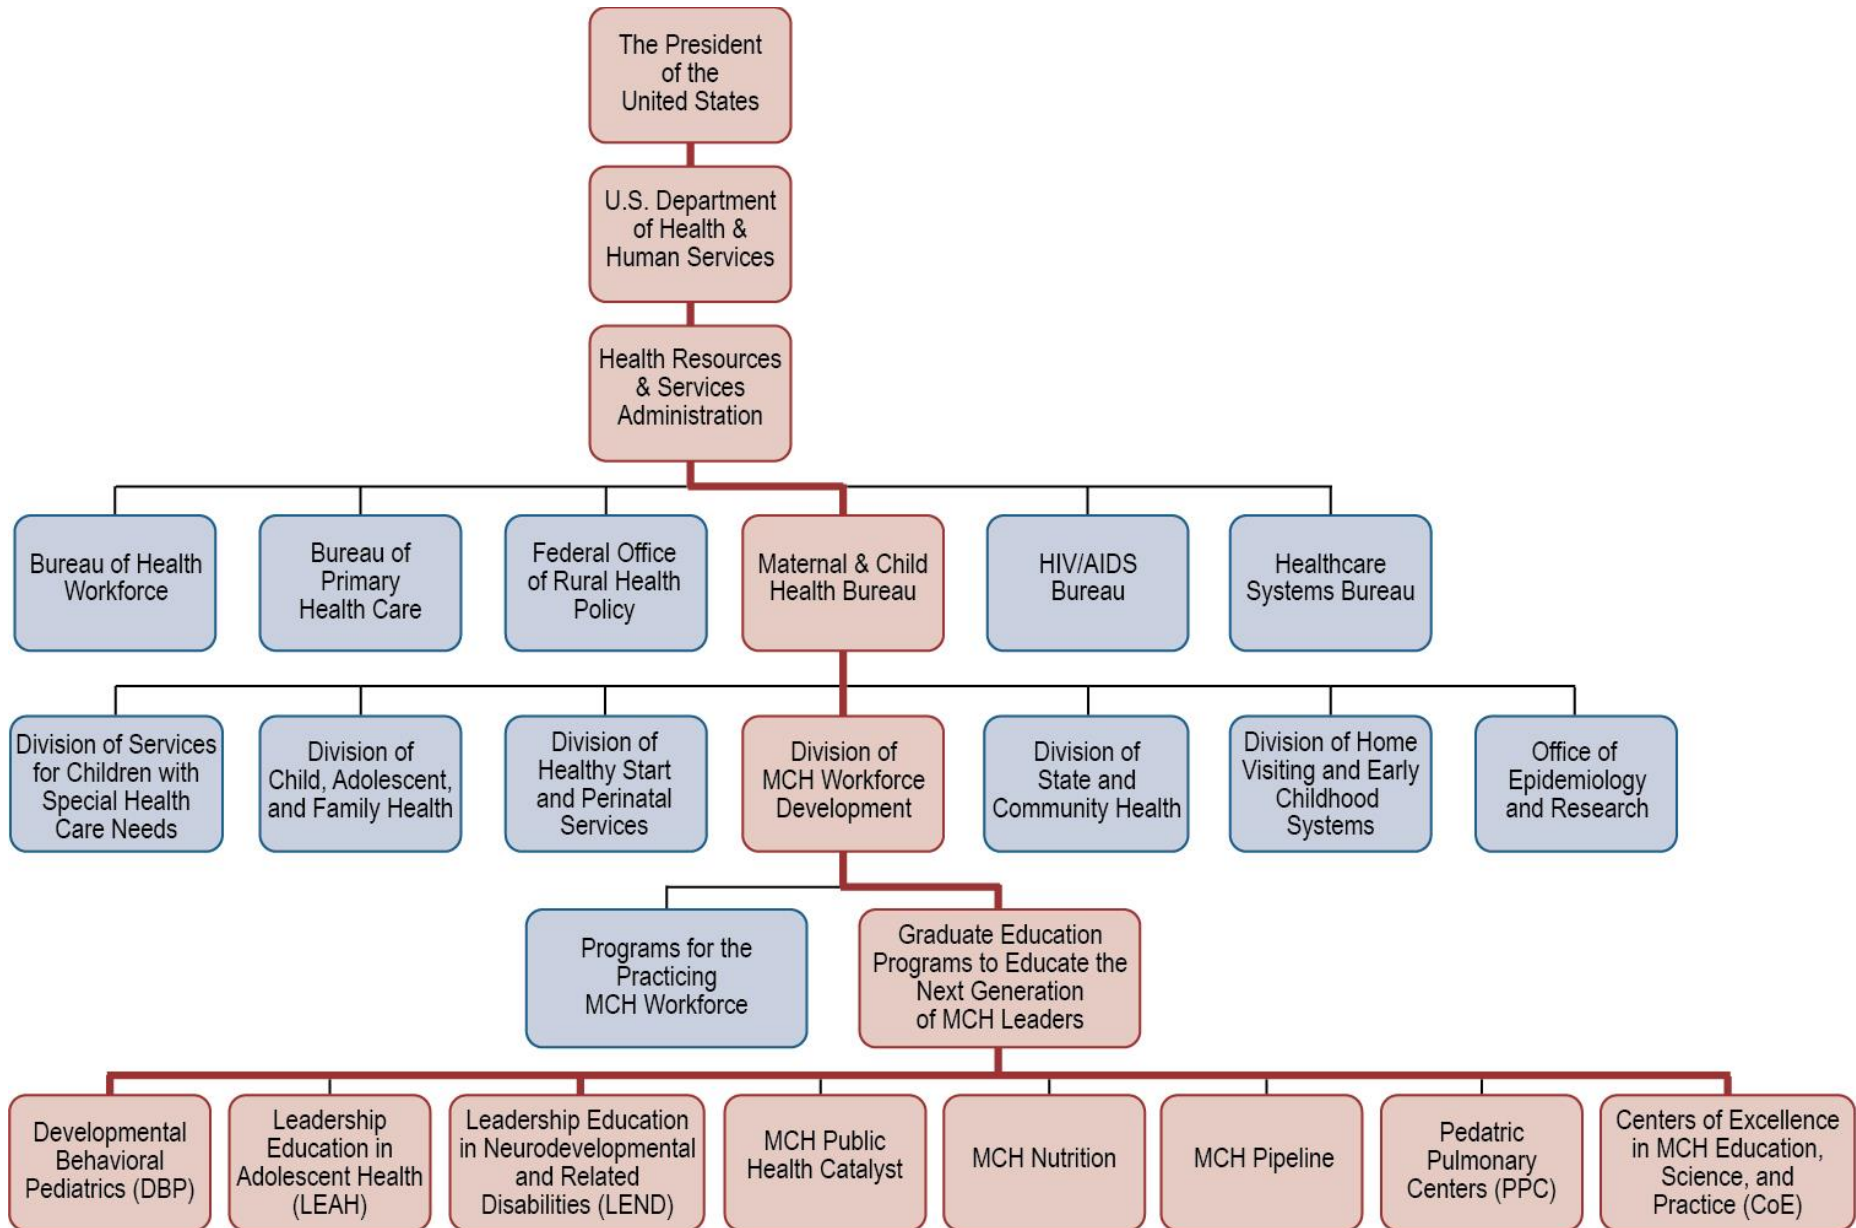 The President
of the
United States
U.S. Department
of Health &
Human Services
Health Resources
& Services
Administration
Bureau of Health
Workforce
Bureau of
Primary
Health Care
Federal Office
of Rural Health
Policy
Maternal & Child
Health Bureau
HIV/AIDS
Bureau
Healthcare
Systems Bureau
Division of Services
for Children with
Special Health
Care Needs
Division of
Child, Adolescent,
and Family Health
Division of
Healthy Start
and Perinatal
Services
Division of
MCH Workforce
Development
Division of
State and
Community Health
Division of Home
Visiting and Early
Childhood
Systems
Office of
Epidemiology
and Research
Programs for the
Practicing
MCH Workforce
Graduate Education
Programs to Educate the
Next Generation
of MCH Leaders
Developmental
Behavioral
Pediatrics (DBP)
Leadership
Education in
Adolescent Health
(LEAH)
Leadership Education
in Neurodevelopmental
and Related
Disabilities (LEND)
MCH Public
Health Catalyst
MCH Nutrition
MCH Pipeline
Pedatric
Pulmonary
Centers (PPC)
Centers of Excellence
in MCH Education,
Science, and
Practice (CoE)